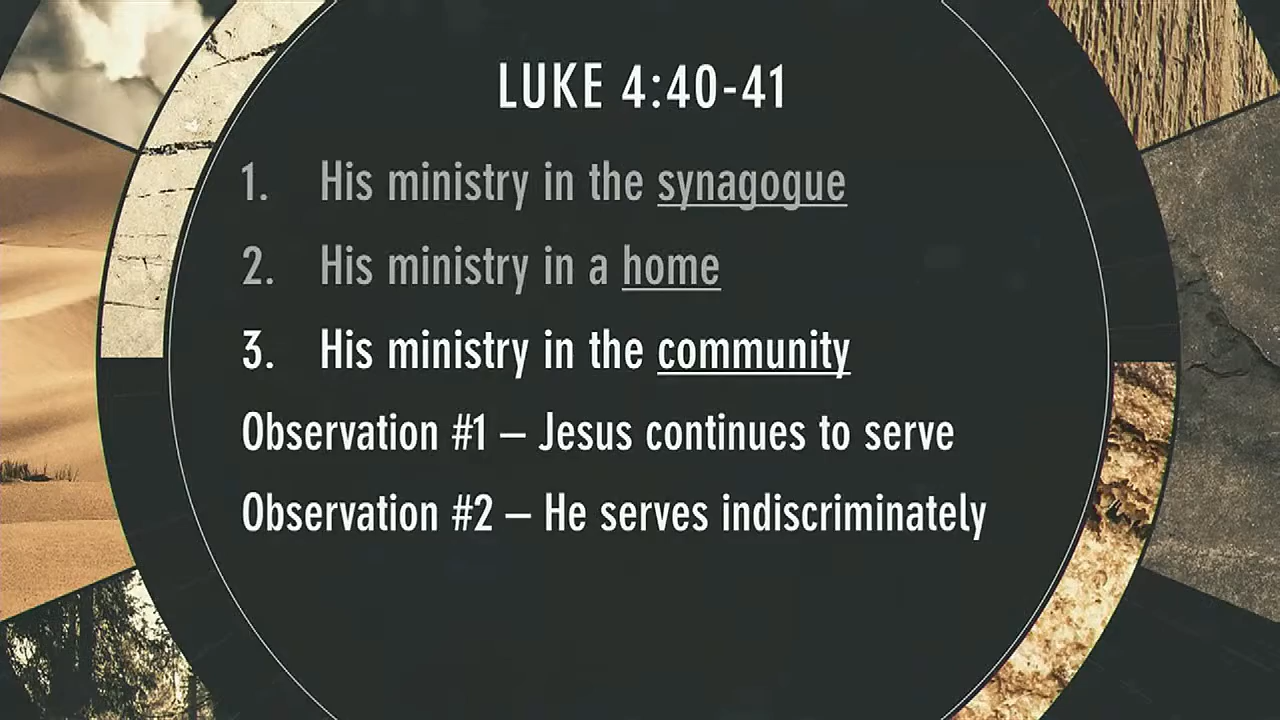 LUKE 4:40-41
1. His ministry in the synagogue
2. His ministry in a home
3. His ministry in the community
Observation #1 – Jesus continues to serve
Observation #2 – He serves indiscriminately